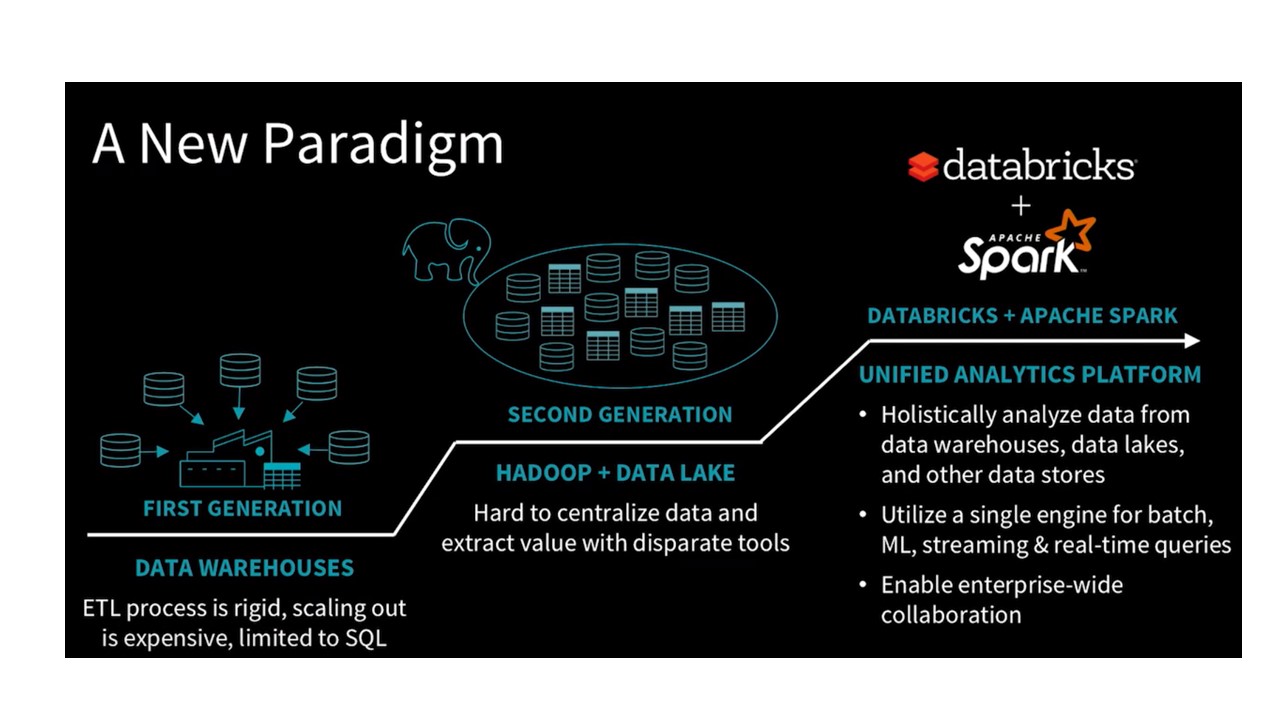 A New Paradigm
databricks
+
APACHE
Spark™
DATABRICKS + APACHE SPARK
UNIFIED ANALYTICS PLATFORM
• Holistically analyze data from
data warehouses, data lakes,
and other data stores
• Utilize a single engine for batch,
ML, streaming & real-time queries
• Enable enterprise-wide
collaboration
SECOND GENERATION
HADOOP + DATA LAKE
Hard to centralize data and
extract value with disparate tools
FIRST GENERATION
DATA WAREHOUSES
ETL process is rigid, scaling out
is expensive, limited to SQL